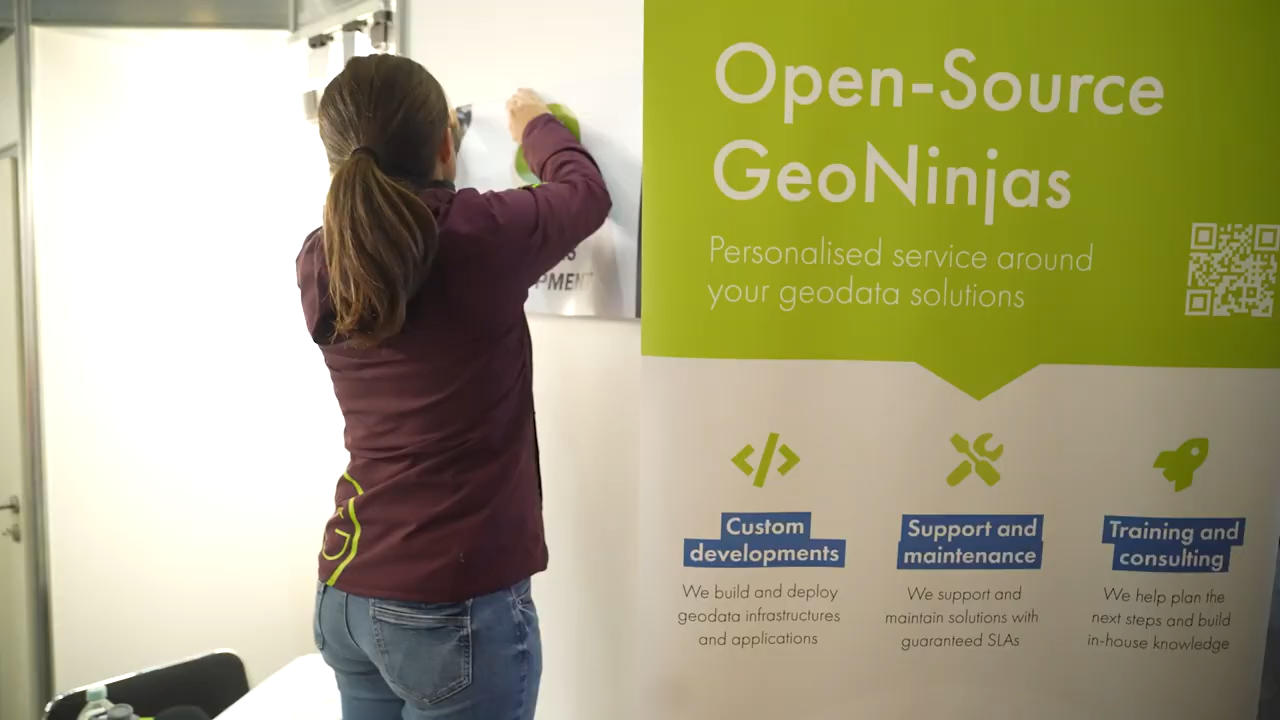 Open-Source
GeoNinjas
Personalised service around
your geodata solutions
Custom
developments
We build and deploy
geodata infrastructures
and applications
Support and
maintenance
We support and
maintain solutions with
guaranteed SLAs
Training and
consulting
We help plan the
next steps and build
in-house knowledge